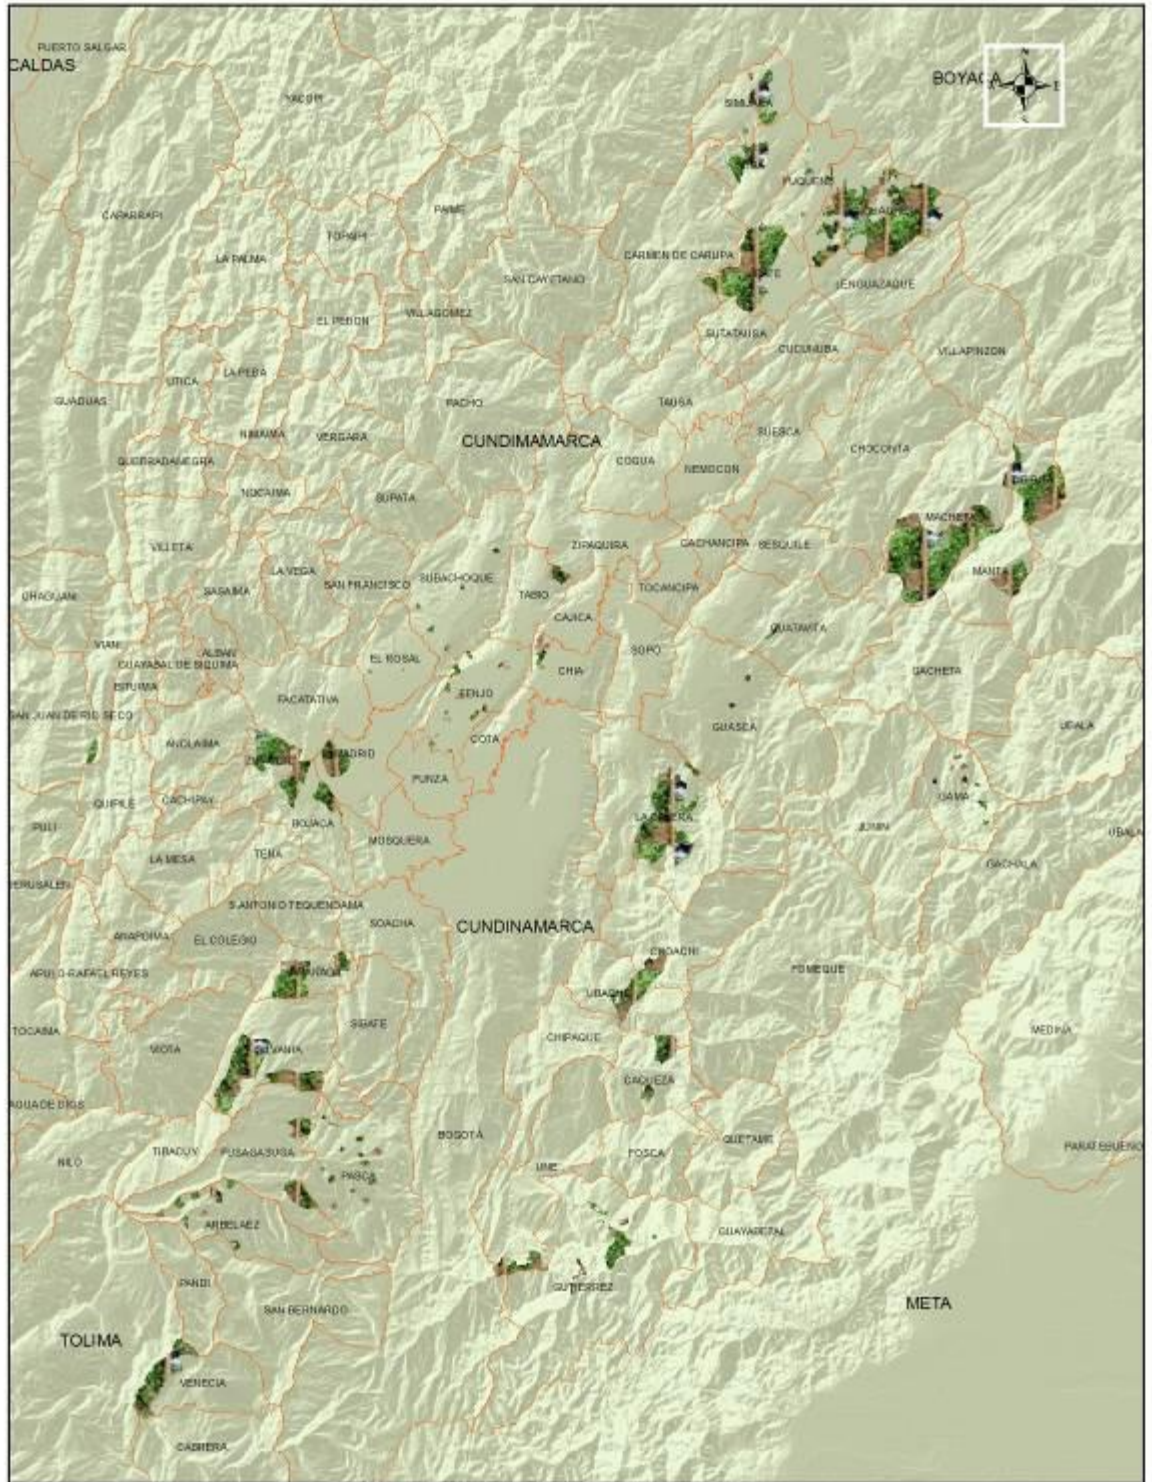 PUERTO SALGAR
CALDAS
BOYACA
N
E
YACOPI
SIMIJACA
FUQUENE
CAPARRAPI
PAIME
TOPAIPI
LA PALMA
CARMEN DE CARUPA
SAN CAYETANO
LENGUAZAQUE
VILLAGOMEZ
EL PEÑON
SUTATAUSA
CUCUNUBA
VILLAPINZON
LA PEÑA
UTICA
GUADUAS
PACHO
TAUSA
NIMAIMA
VERGARA
CUNDIMAMARCA
SUESCA
CHOCONTA
QUEBRADANEGRA
COGUA
NEMOCON
NOCAIMA
SUPATA
MACHETA
VILLETA
ZIPAQUIRA
GACHANCIPA
SESQUILE
LA VEGA
SAN FRANCISCO
SUBACHOQUE
MANTA
SASAIMA
TABIO
TOCANCIPA
CHAGUANI
CAJICA
GUATAVITA
VIANI
ALBAN
GUAYABAL DE SIQUIMA
EL ROSAL
SOPO
CHIA
GACHETA
BITUIMA
FACATATIVA
TENJO
SAN JUAN DE RIO SECO
GUASCA
UBALA
ANOLAIMA
COTA
MADRID
FUNZA
GAMA
QUIPILE
CACHIPAY
PULI
BOJACA
LA CALERA
JUNIN
MOSQUERA
UBALA
LA MESA
TENA
GACHALA
JERUSALEN
S.ANTONIO TEQUENDAMA
SOACHA
CUNDINAMARCA
ANAPOIMA
EL COLEGIO
CHOACHI
APULO-RAFAEL REYES
FOMEQUE
UBAQUE
TOCAIMA
SIBATE
MEDINA
CHIPAQUE
VIOTA
SILVANIA
CAQUEZA
AGUA DE DIOS
BOGOTÁ
QUETAME
PARATEBUENO
TIBACUY
FUSAGASUGA
FOSCA
NILO
UNE
PASCA
ARBELAEZ
GUAYABETAL
PANDI
GUTIERREZ
SAN BERNARDO
META
TOLIMA
VENECIA
CABRERA